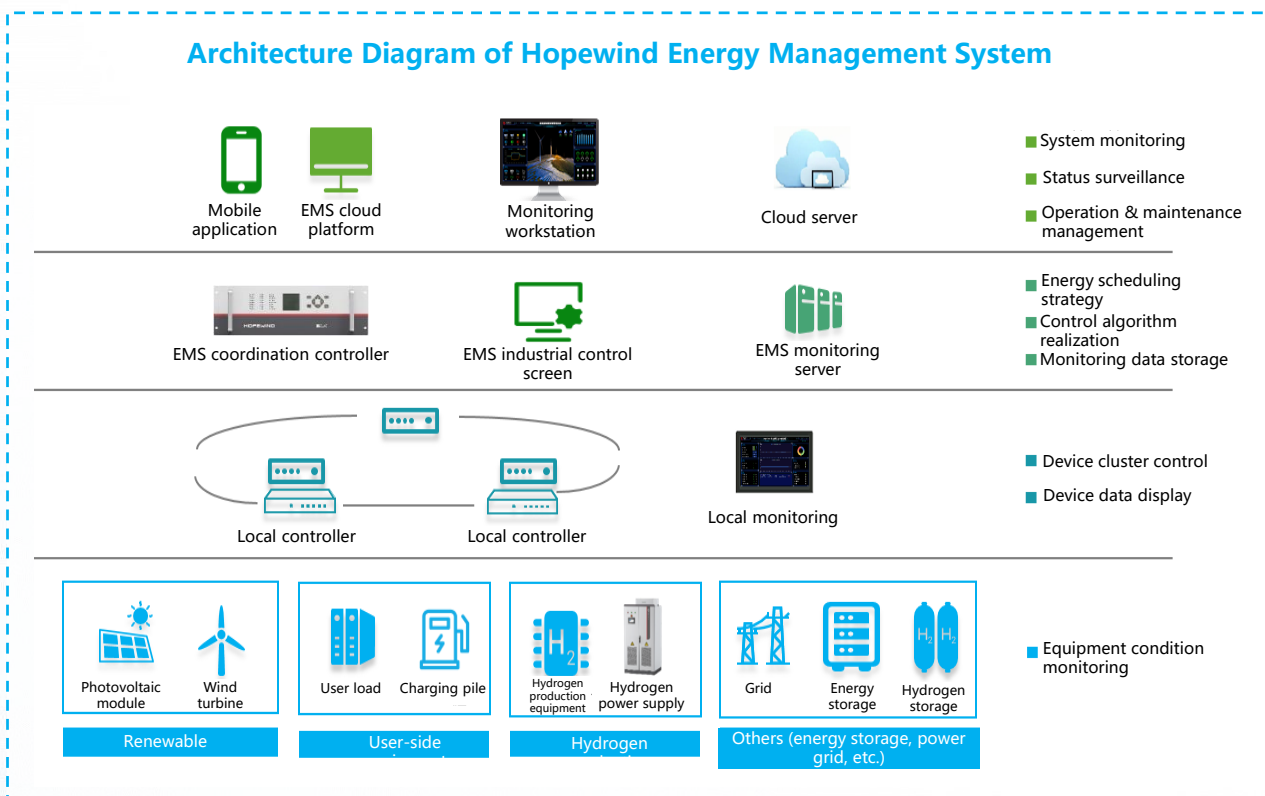 Architecture Diagram of Hopewind Energy Management System
Mobile
application
EMS cloud
platform
Monitoring
workstation
Cloud server
System monitoring
Status surveillance
Operation & maintenance
management
HOPEWIND
EMS coordination controller
EMS industrial control
screen
EMS monitoring
server
Energy scheduling
strategy
Control algorithm
realization
Monitoring data storage
Local controller
Local controller
Local monitoring
Device cluster control
Device data display
Photovoltaic
module
Wind
turbine
User load
Charging pile
H2
Hydrogen
production
equipment
Hydrogen
power supply
Grid
Energy
storage
H2
H2
Hydrogen
storage
Equipment condition
monitoring
Renewable
User-side
Hydrogen
Others (energy storage, power
grid, etc.)